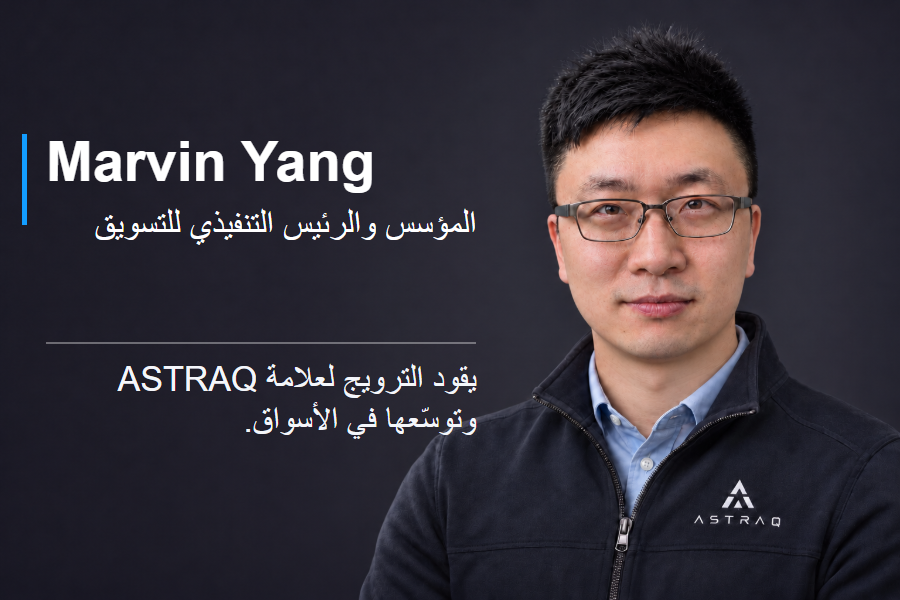 Marvin Yang
المؤسس والرئيس التنفيذي للتسويق
يقود الترويج لعلامة ASTRAQ
وتوسّعها في الأسواق.
ASTRAQ